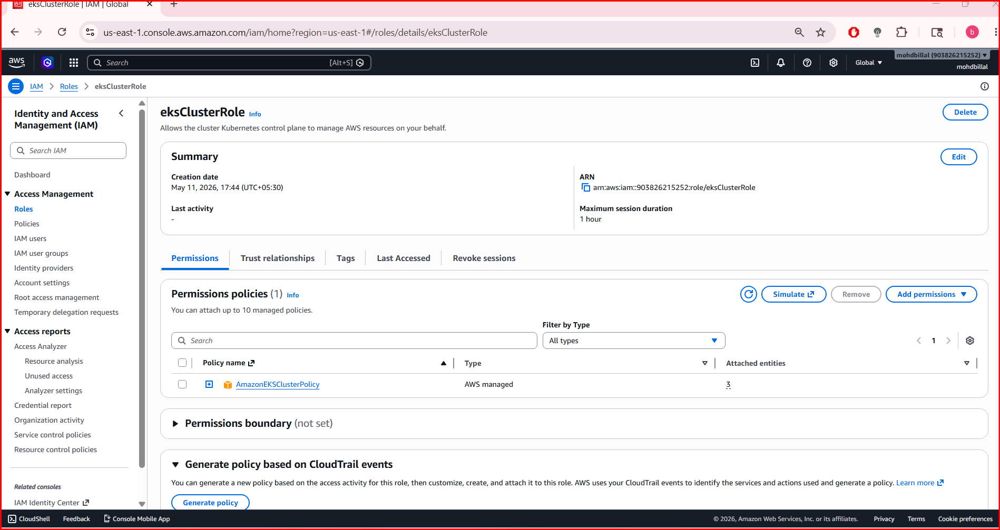 eksClusterRole | IAM | Global
us-east-1.console.aws.amazon.com/iam/home?region=us-east-1#/roles/details/eksClusterRole
b
aws
Search
[Alt+S]
Global
mohdbillal (903826215252)
mohdbillal
IAM
Roles
eksClusterRole
Identity and Access
Management (IAM)
Search IAM
Dashboard
Access Management
Roles
Policies
IAM users
IAM user groups
Identity providers
Account settings
Root access management
Temporary delegation requests
Access reports
Access Analyzer
Resource analysis
Unused access
Analyzer settings
Credential report
Organization activity
Service control policies
Resource control policies
Related consoles
IAM Identity Center
eksClusterRole Info
Delete
Allows the cluster Kubernetes control plane to manage AWS resources on your behalf.
Summary
Edit
Creation date
May 11, 2026, 17:44 (UTC+05:30)
ARN
arn:aws:iam::903826215252:role/eksClusterRole
Last activity
-
Maximum session duration
1 hour
Permissions
Trust relationships
Tags
Last Accessed
Revoke sessions
Permissions policies (1) Info
Simulate
Remove
Add permissions
You can attach up to 10 managed policies.
Filter by Type
Search
All types
1
Policy name
Type
Attached entities
AmazonEKSClusterPolicy
AWS managed
3
Permissions boundary (not set)
Generate policy based on CloudTrail events
You can generate a new policy based on the access activity for this role, then customize, create, and attach it to this role. AWS uses your CloudTrail events to identify the services and actions used and generate a policy. Learn more
Generate policy
CloudShell
Feedback
Console Mobile App
© 2026, Amazon Web Services, Inc. or its affiliates.
Privacy
Terms
Cookie preferences